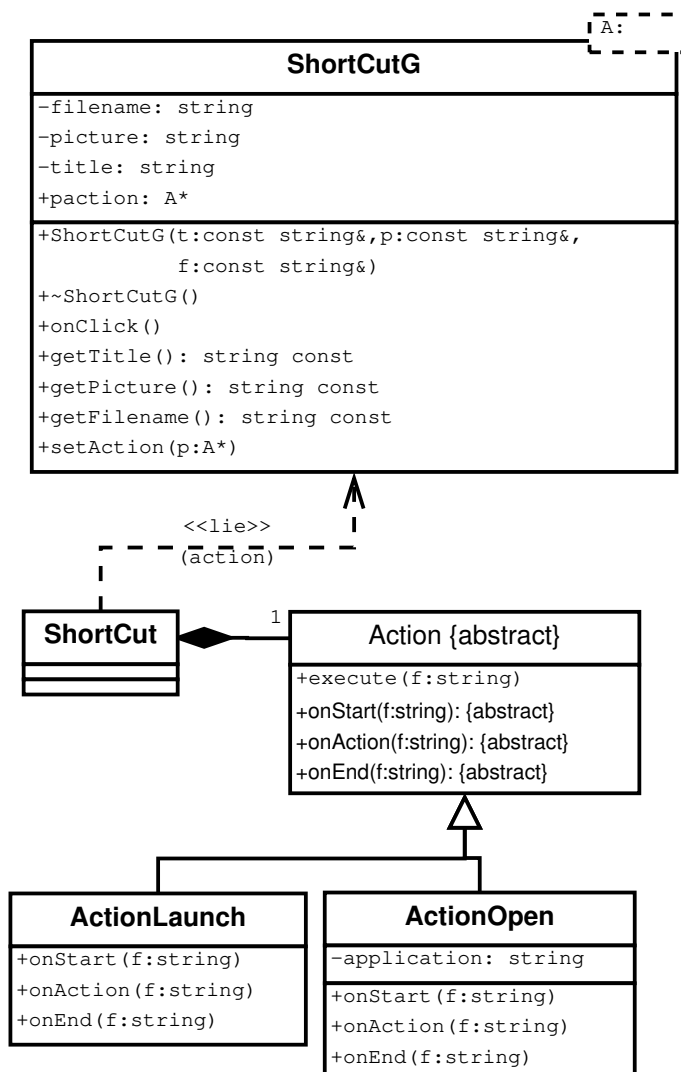 A:
ShortCutG
-filename: string
-picture: string
-title: string
+paction: A*
+ShortCutG(t:const string&,p:const string&,
f:const string&)
+~ShortCutG()
+onClick()
+getTitle(): string const
+getPicture(): string const
+getFilename(): string const
+setAction(p:A*)
<<lie>>
(action)
ShortCut
1
Action {abstract}
+execute(f:string)
+onStart(f:string): {abstract}
+onAction(f:string): {abstract}
+onEnd(f:string): {abstract}
ActionLaunch
+onStart(f:string)
+onAction(f:string)
+onEnd(f:string)
ActionOpen
-application: string
+onStart(f:string)
+onAction(f:string)
+onEnd(f:string)